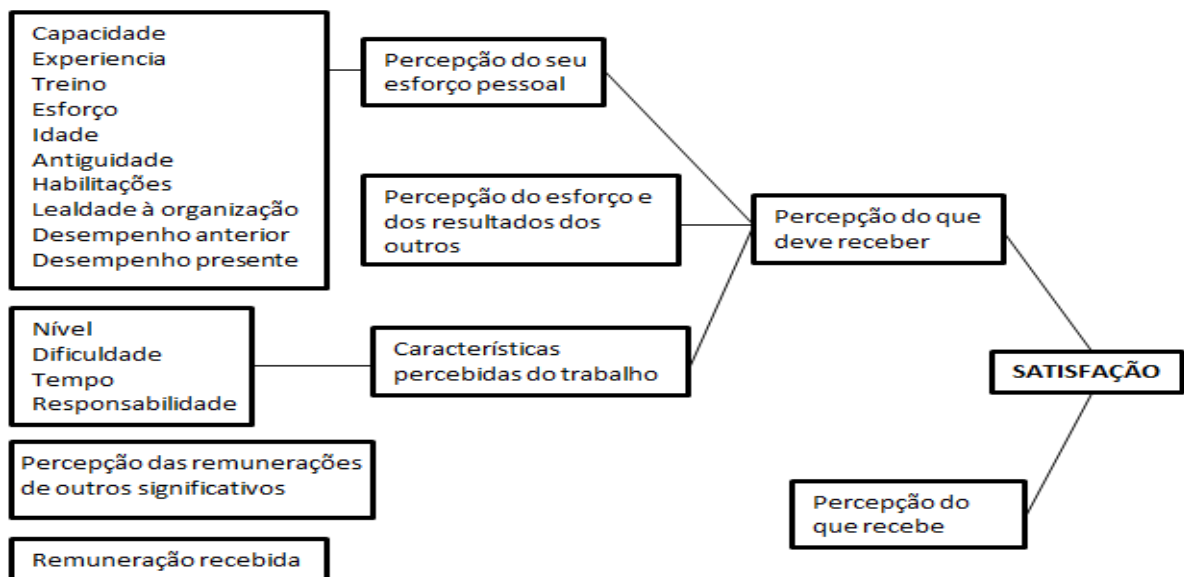 Capacidade
Experiencia
Treino
Esforço
Idade
Antiguidade
Habilitações
Lealdade à organização
Desempenho anterior
Desempenho presente
Percepção do seu
esforço pessoal
Percepção do esforço e
dos resultados dos
outros
Percepção do que
deve receber
Nível
Dificuldade
Tempo
Responsabilidade
Características
percebidas do trabalho
SATISFAÇÃO
Percepção das remunerações
de outros significativos
Percepção do
que recebe
Remuneração recebida